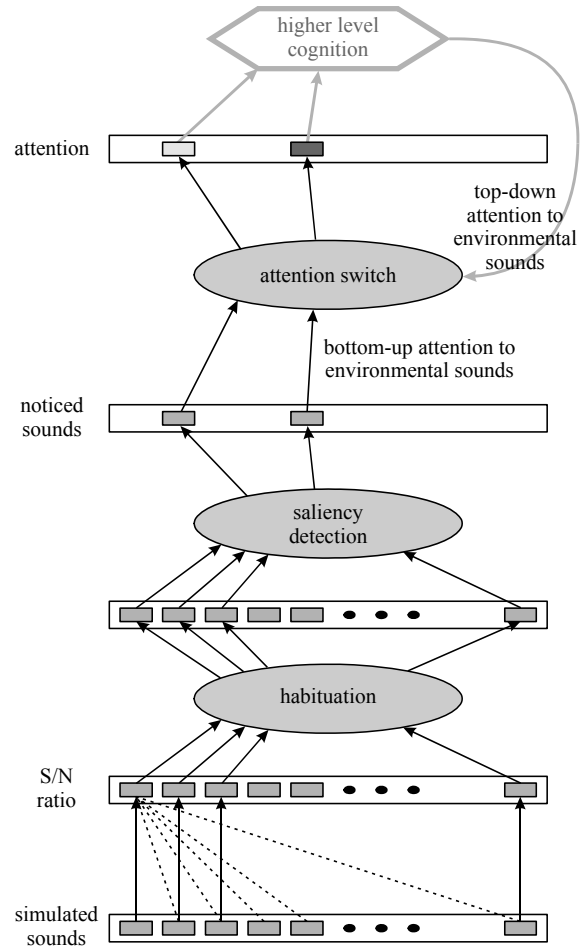 higher level
cognition
attention
top-down
attention to
environmental
sounds
attention switch
bottom-up attention to
environmental sounds
noticed
sounds
saliency
detection
habituation
S/N
ratio
simulated
sounds